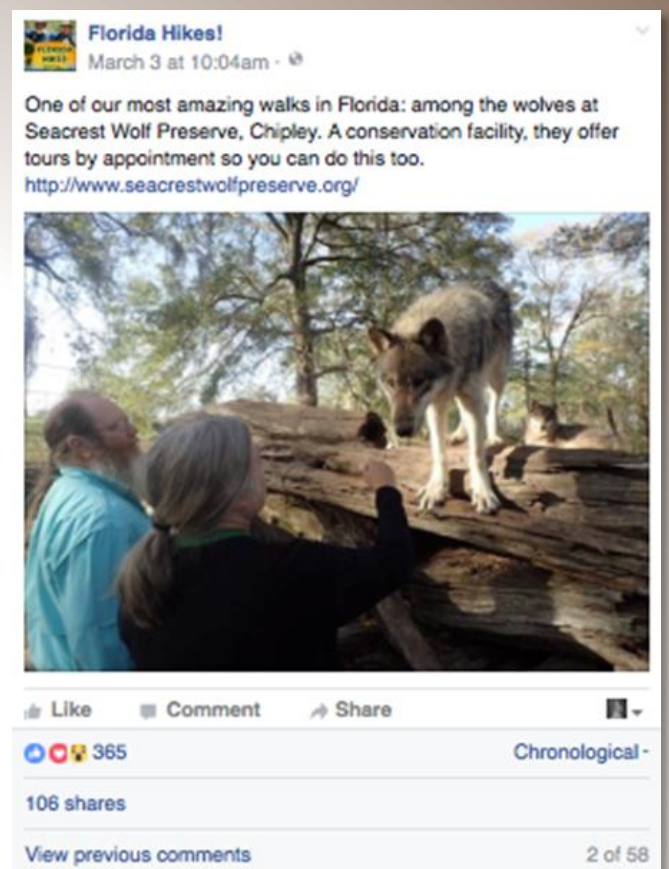 Florida Hikes!
March 3 at 10:04am ·
One of our most amazing walks in Florida: among the wolves at
Seacrest Wolf Preserve, Chipley. A conservation facility, they offer
tours by appointment so you can do this too.
http://www.seacrestwolfpreserve.org/
Like Comment Share
365 Chronological
106 shares
View previous comments 2 of 58